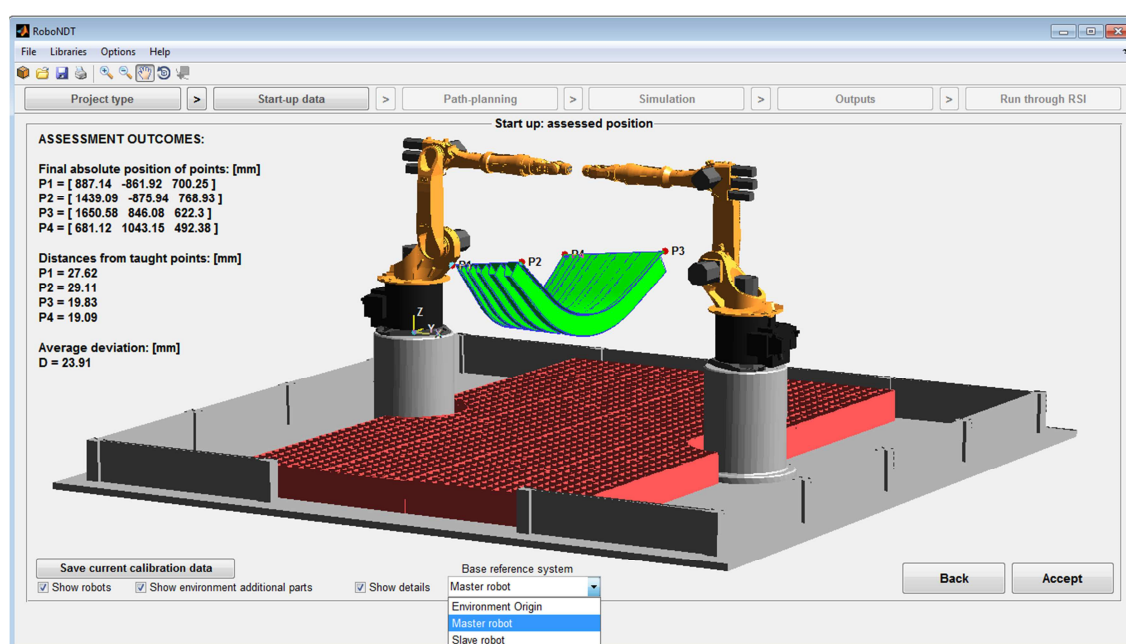 RoboNDT
File Libraries Options Help
Project type > Start-up data > Path-planning > Simulation > Outputs > Run through RSI
Start up: assessed position
ASSESSMENT OUTCOMES:
Final absolute position of points: [mm]
P1 = [ 887.14 -861.92 700.25 ]
P2 = [ 1439.09 -875.94 768.93 ]
P3 = [ 1650.58 846.08 622.3 ]
P4 = [ 681.12 1043.15 492.38 ]
Distances from taught points: [mm]
P1 = 27.62
P2 = 29.11
P3 = 19.83
P4 = 19.09
Average deviation: [mm]
D = 23.91
P1
P2
P4
P3
Z
Y
Save current calibration data
Show robots
Show environment additional parts
Show details
Base reference system
Master robot
Environment Origin
Master robot
Slave robot
Back
Accept